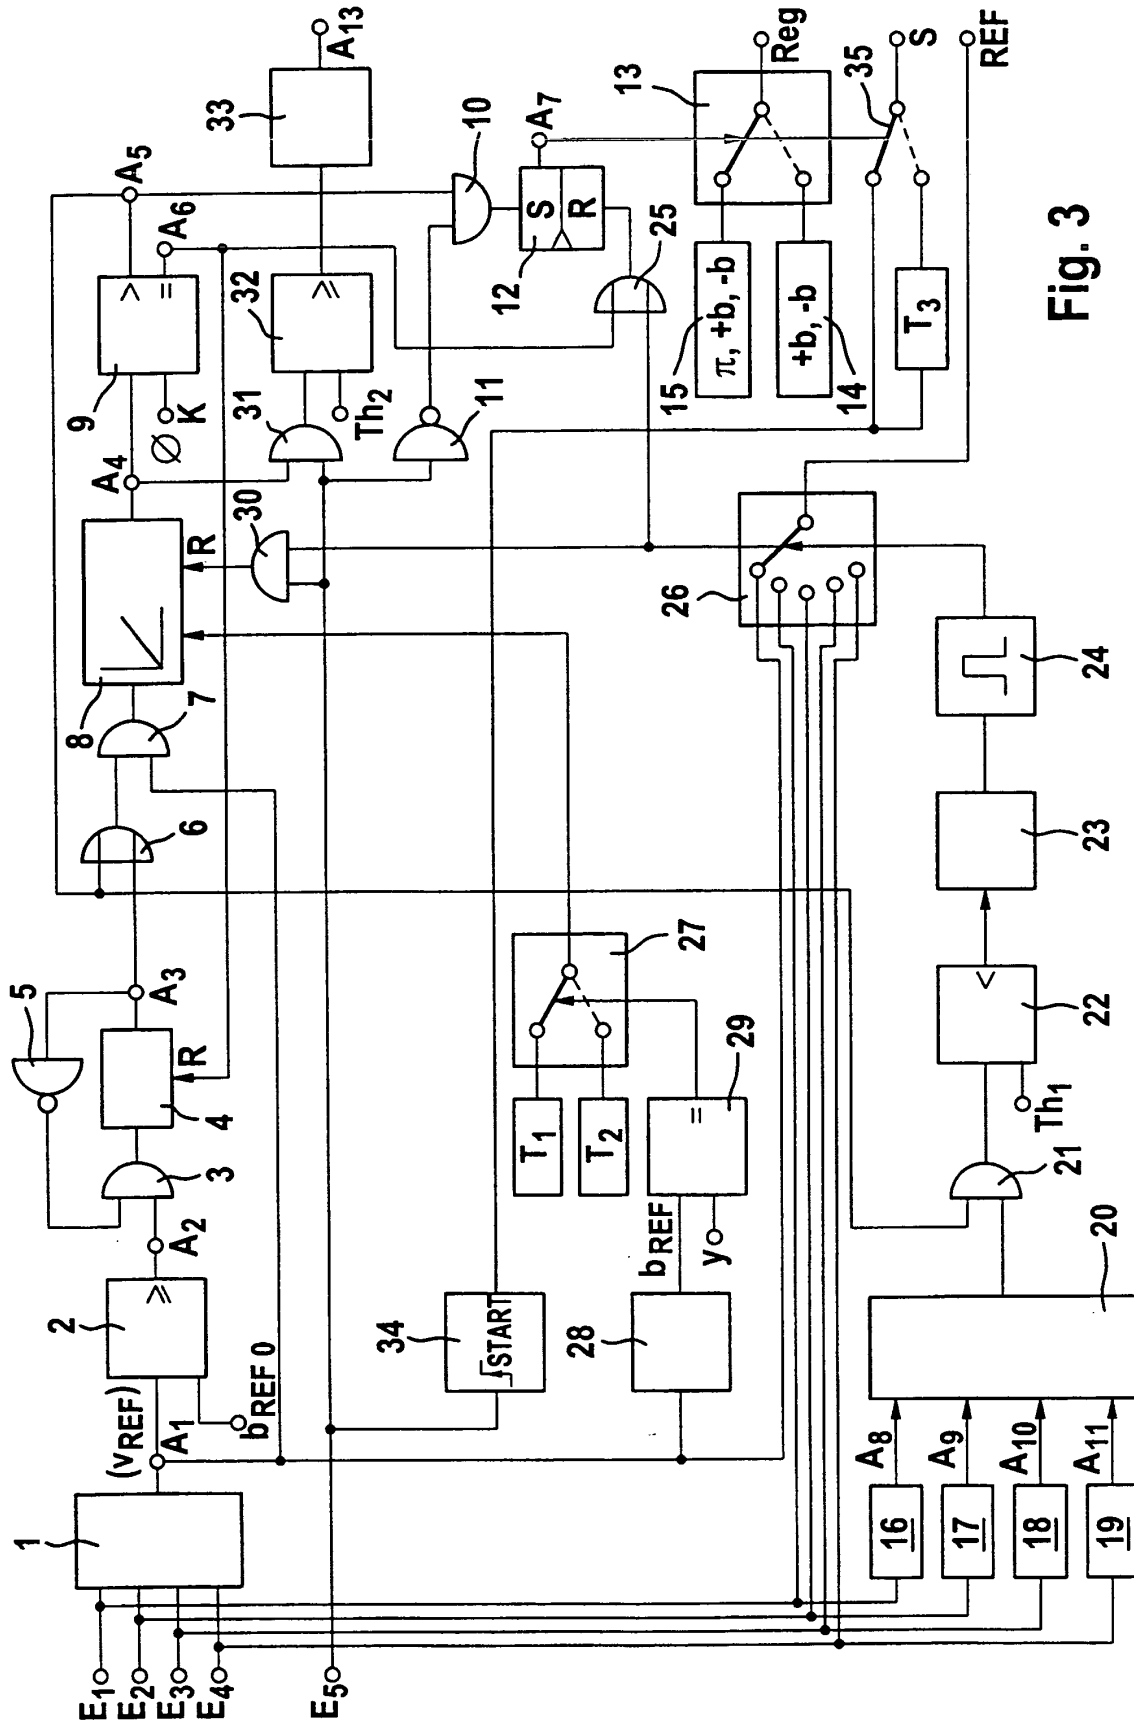 E1
E2
E3
E4
E5
1
(VREF)
A1
bREF 0
2
≥
A2
3
4
R
5
A3
6
7
8
R
A4
9
>
=
K
Ø
A5
A6
30
31
Th2
32
≥
33
A13
11
10
12
S
R
A7
25
34
START
28
bREF
y
29
=
T1
T2
27
26
15
π, +b, -b
+b, -b
14
13
Reg
T3
35
S
REF
16
17
18
19
A8
A9
A10
A11
20
21
Th1
22
<
23
24
Fig. 3